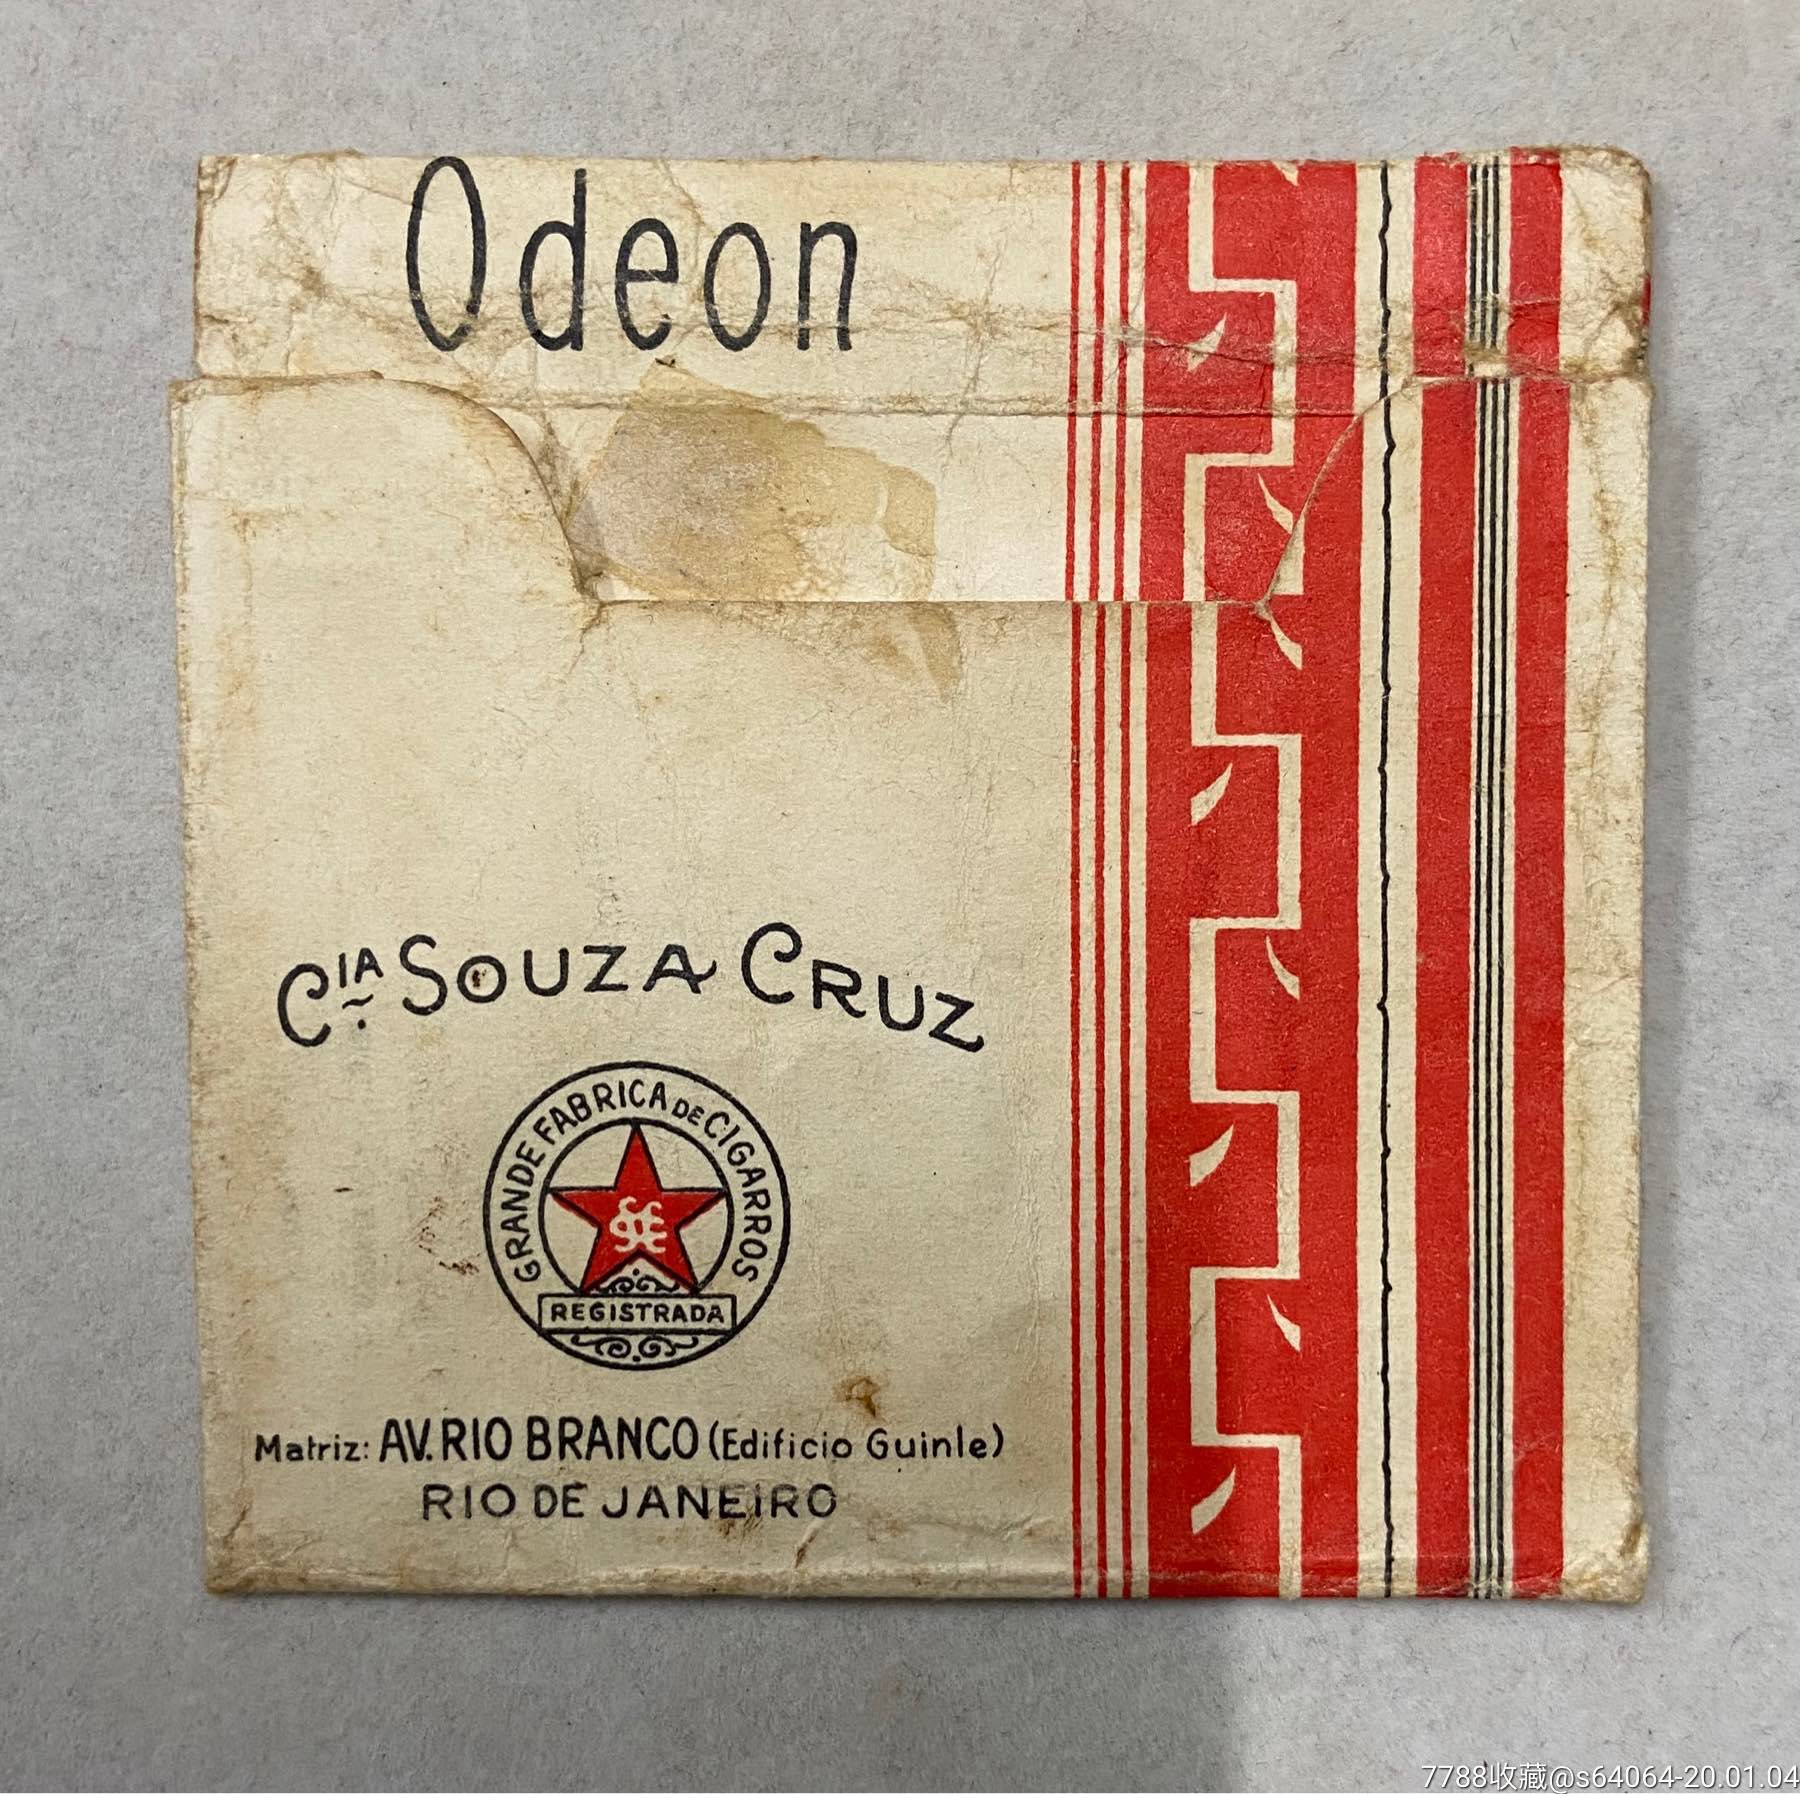 Odeon
CIA SOUZA CRUZ
GRANDE FABRICA DE CIGARROS
REGISTRADA
Matriz: AV. RIO BRANCO (Edificio Guinle)
RIO DE JANEIRO
7788收藏@s64064-20.01.04